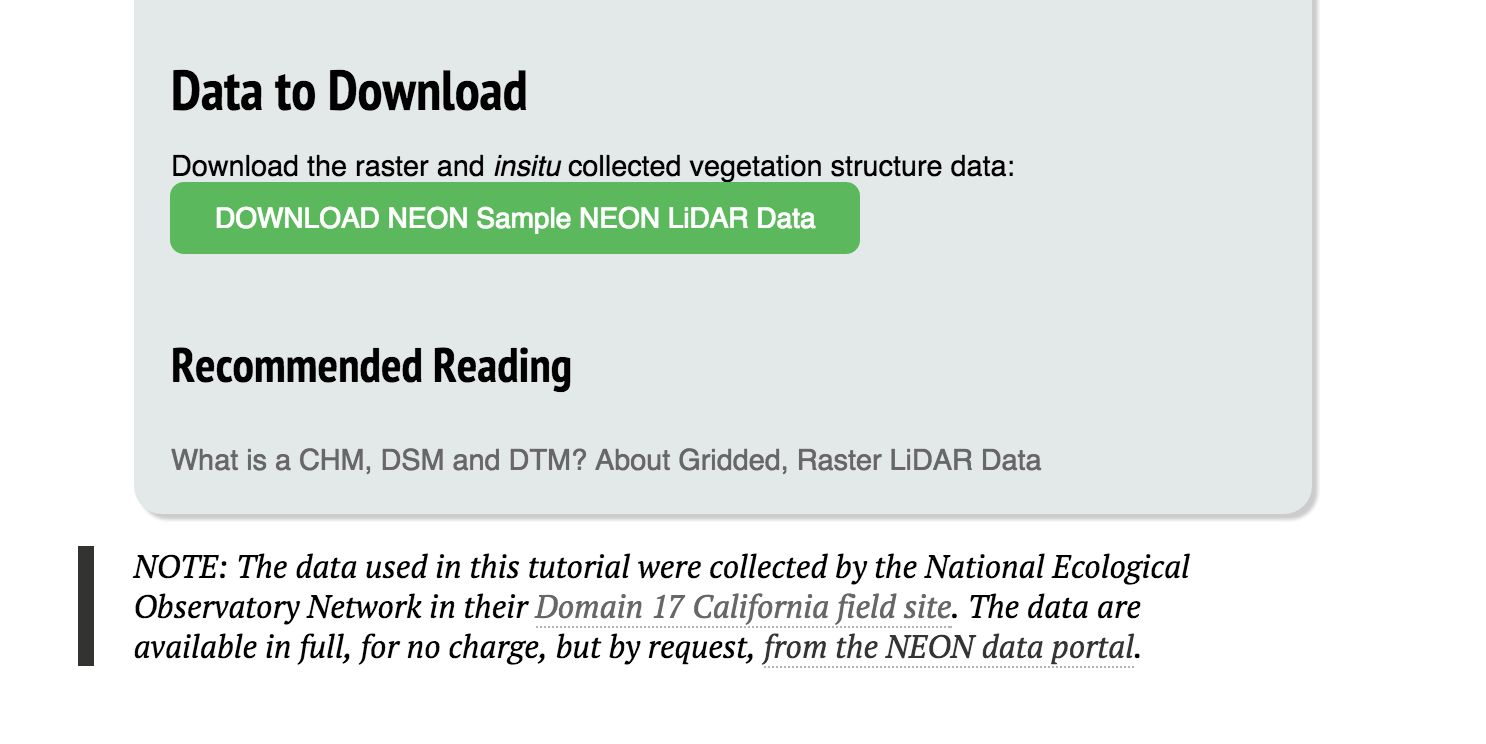 Data to Download
Download the raster and insitu collected vegetation structure data:
DOWNLOAD NEON Sample NEON LiDAR Data
Recommended Reading
What is a CHM, DSM and DTM? About Gridded, Raster LiDAR Data
NOTE: The data used in this tutorial were collected by the National Ecological
Observatory Network in their Domain 17 California field site. The data are
available in full, for no charge, but by request, from the NEON data portal.